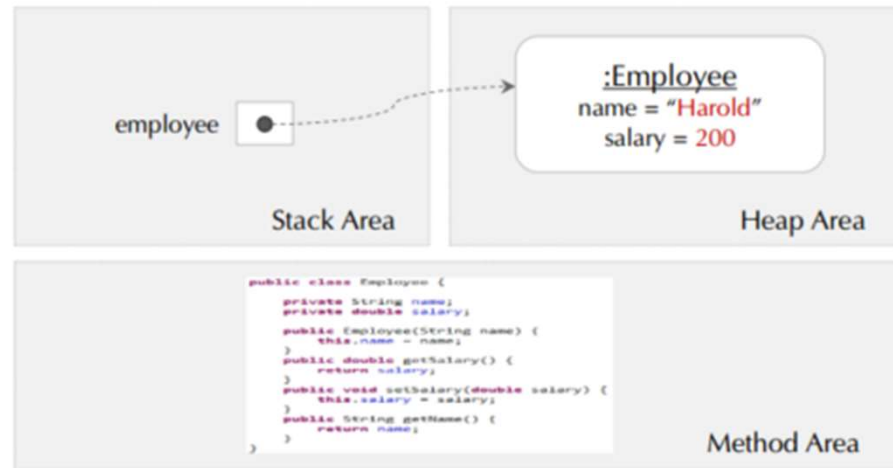 employee
Stack Area
:Employee
name = “Harold”
salary = 200
Heap Area
public class Employee {
private String name;
private double salary;
public Employee(String name) {
this.name = name;
}
public double getSalary() {
return salary;
}
public void setSalary(double salary) {
this.salary = salary;
}
public String getName() {
return name;
}
}
Method Area